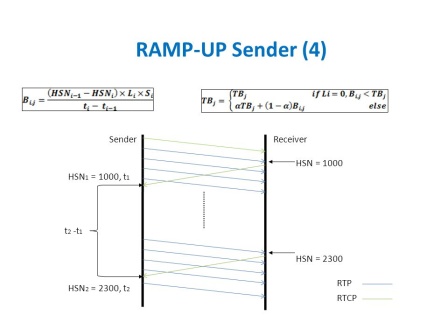 RAMP-UP Sender (4)
B_{i,j} = \frac{(HSN_{i-1} - HSN_i) \times L_i \times S_i}{t_i - t_{i-1}}
TB_j = \begin{cases} TB_j & if Li = 0, B_{i,j} < TB_j \\ \alpha TB_j + (1 - \alpha) B_{i,j} & else \end{cases}
Sender
Receiver
HSN = 1000
HSN₁ = 1000, t₁
t₂ -t₁
HSN = 2300
HSN₂ = 2300, t₂
RTP
RTCP